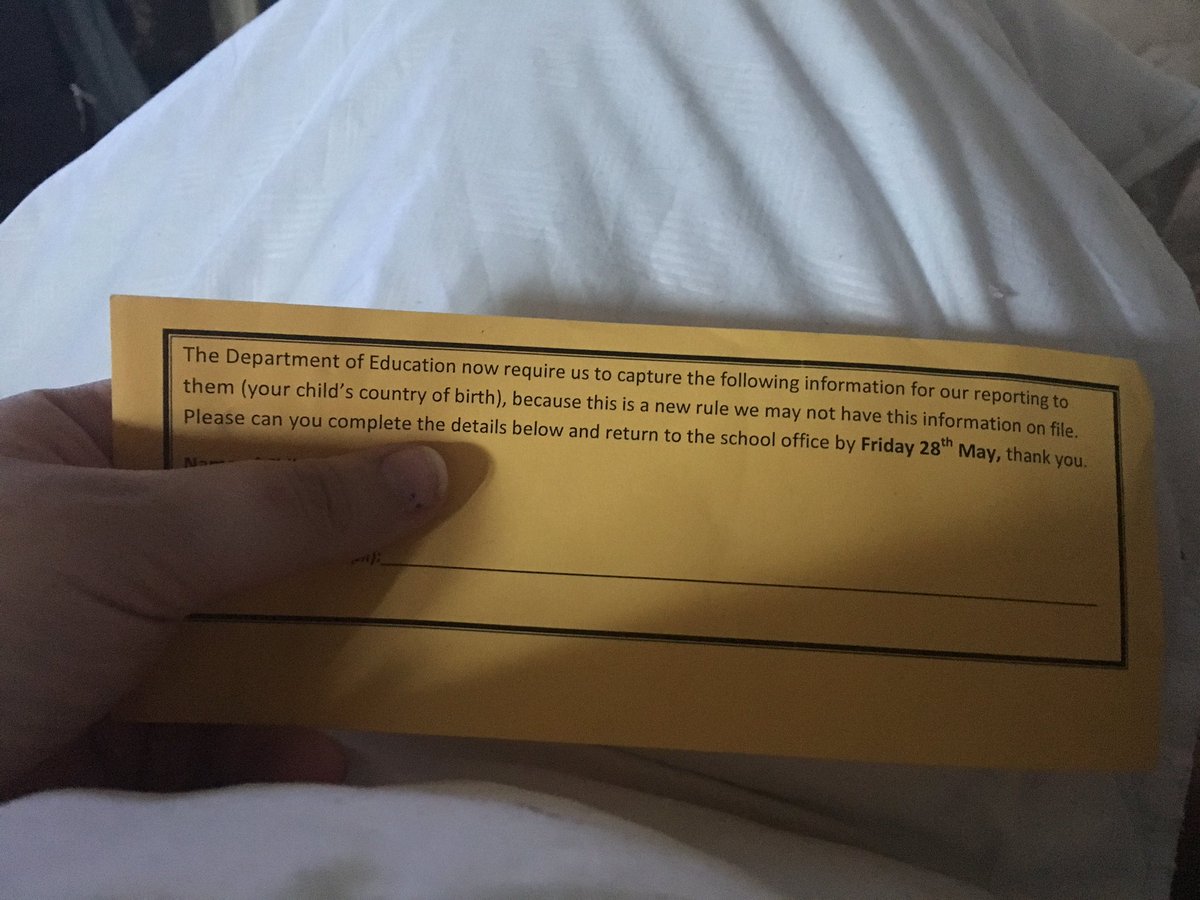 The Department of Education now require us to capture the following information for our reporting to
them (your child's country of birth), because this is a new rule we may not have this information on file.
Please can you complete the details below and return to the school office by Friday 28th May, thank you.